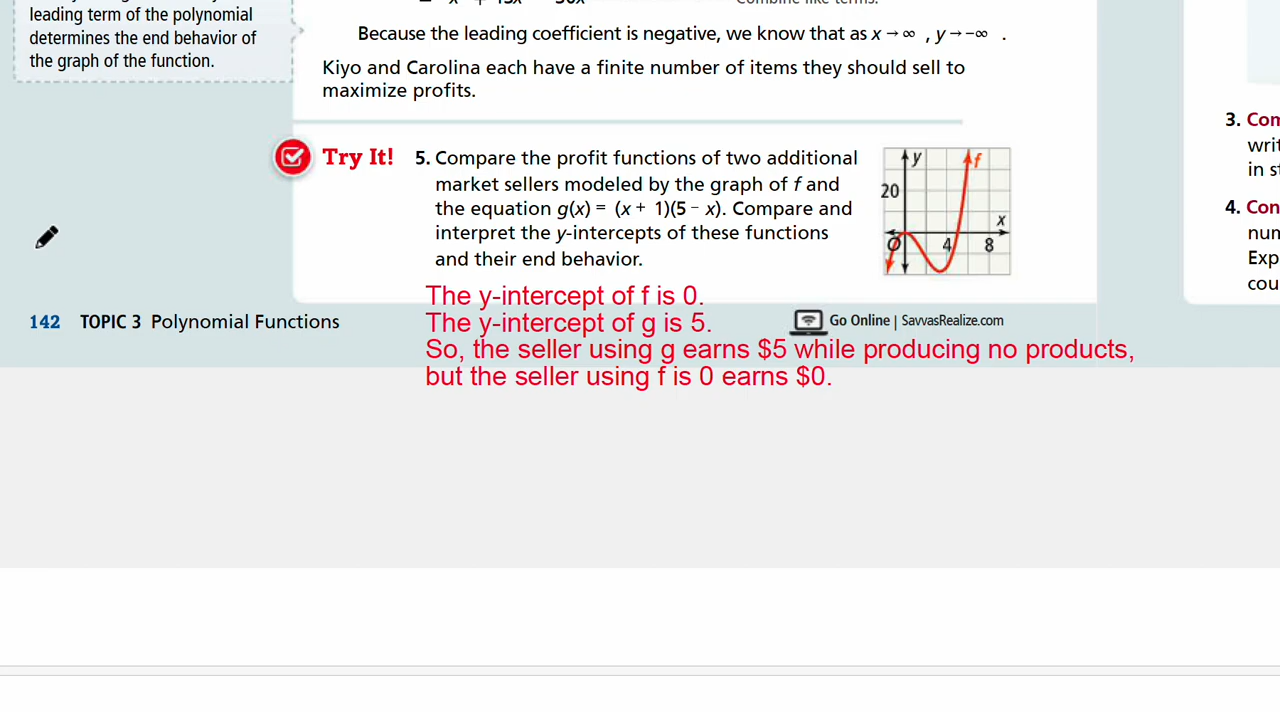 leading term of the polynomial
determines the end behavior of
the graph of the function.
Combine like terms.
Because the leading coefficient is negative, we know that as x → ∞ , y → −∞ .
Kiyo and Carolina each have a finite number of items they should sell to
maximize profits.
Try It! 5. Compare the profit functions of two additional
market sellers modeled by the graph of f and
the equation g(x) = (x + 1)(5 − x). Compare and
interpret the y-intercepts of these functions
and their end behavior.
y f
20
x
O 4 8
The y-intercept of f is 0.
The y-intercept of g is 5.
So, the seller using g earns $5 while producing no products,
but the seller using f is 0 earns $0.
142 TOPIC 3 Polynomial Functions
Go Online | SavvasRealize.com
3.
in
4.